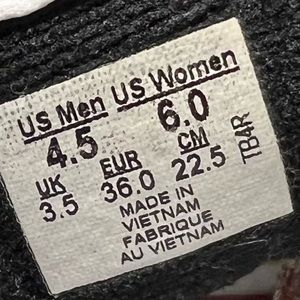 US Men US Women
4.5 6.0
UK EUR CM
3.5 36.0 22.5
MADE IN
VIETNAM
FABRIQUE
AU VIETNAM
TB4R